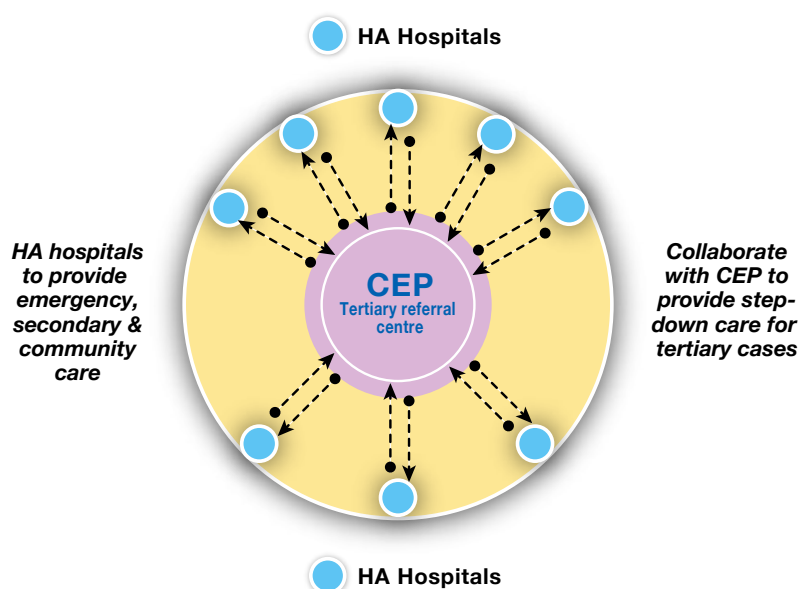 HA Hospitals
HA hospitals
to provide
emergency,
secondary &
community
care
CEP
Tertiary referral
centre
Collaborate
with CEP to
provide step-
down care for
tertiary cases
HA Hospitals